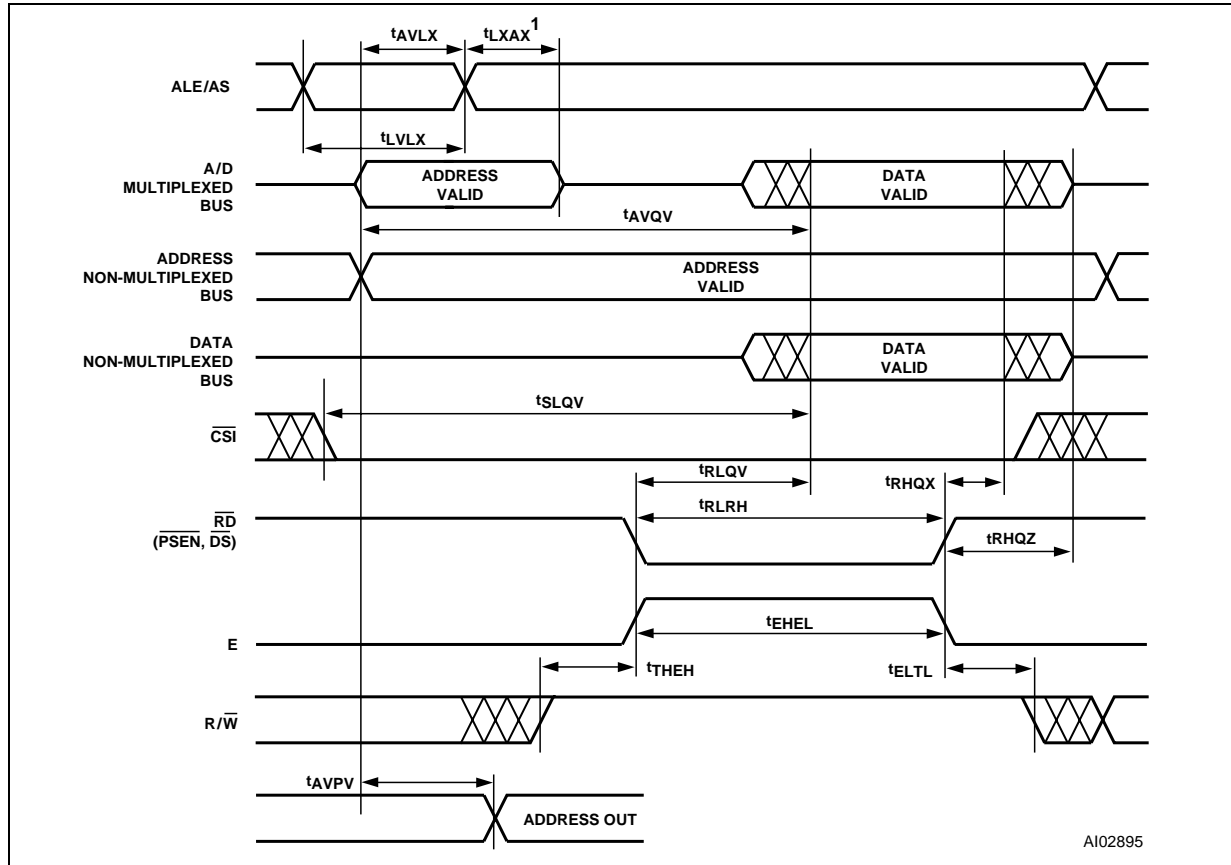 tAVLX
tLXAX1
ALE/AS
tLVLX
A/D
MULTIPLEXED
BUS
ADDRESS
VALID
DATA
VALID
tAVQV
ADDRESS
NON-MULTIPLEXED
BUS
ADDRESS
VALID
DATA
NON-MULTIPLEXED
BUS
DATA
VALID
tSLQV
CSI
tRLQV
tRHQX
RD
(PSEN, DS)
tRLRH
tRHQZ
E
tEHEL
tTHEH
tELTL
R/W
tAVPV
ADDRESS OUT
AI02895